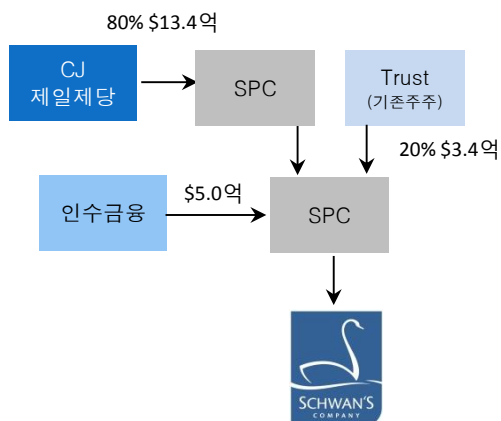 80% $13.4억
CJ
제일제당
SPC
Trust
(기존주주)
20% $3.4억
인수금융
$5.0억
SPC
SCHWAN'S
COMPANY